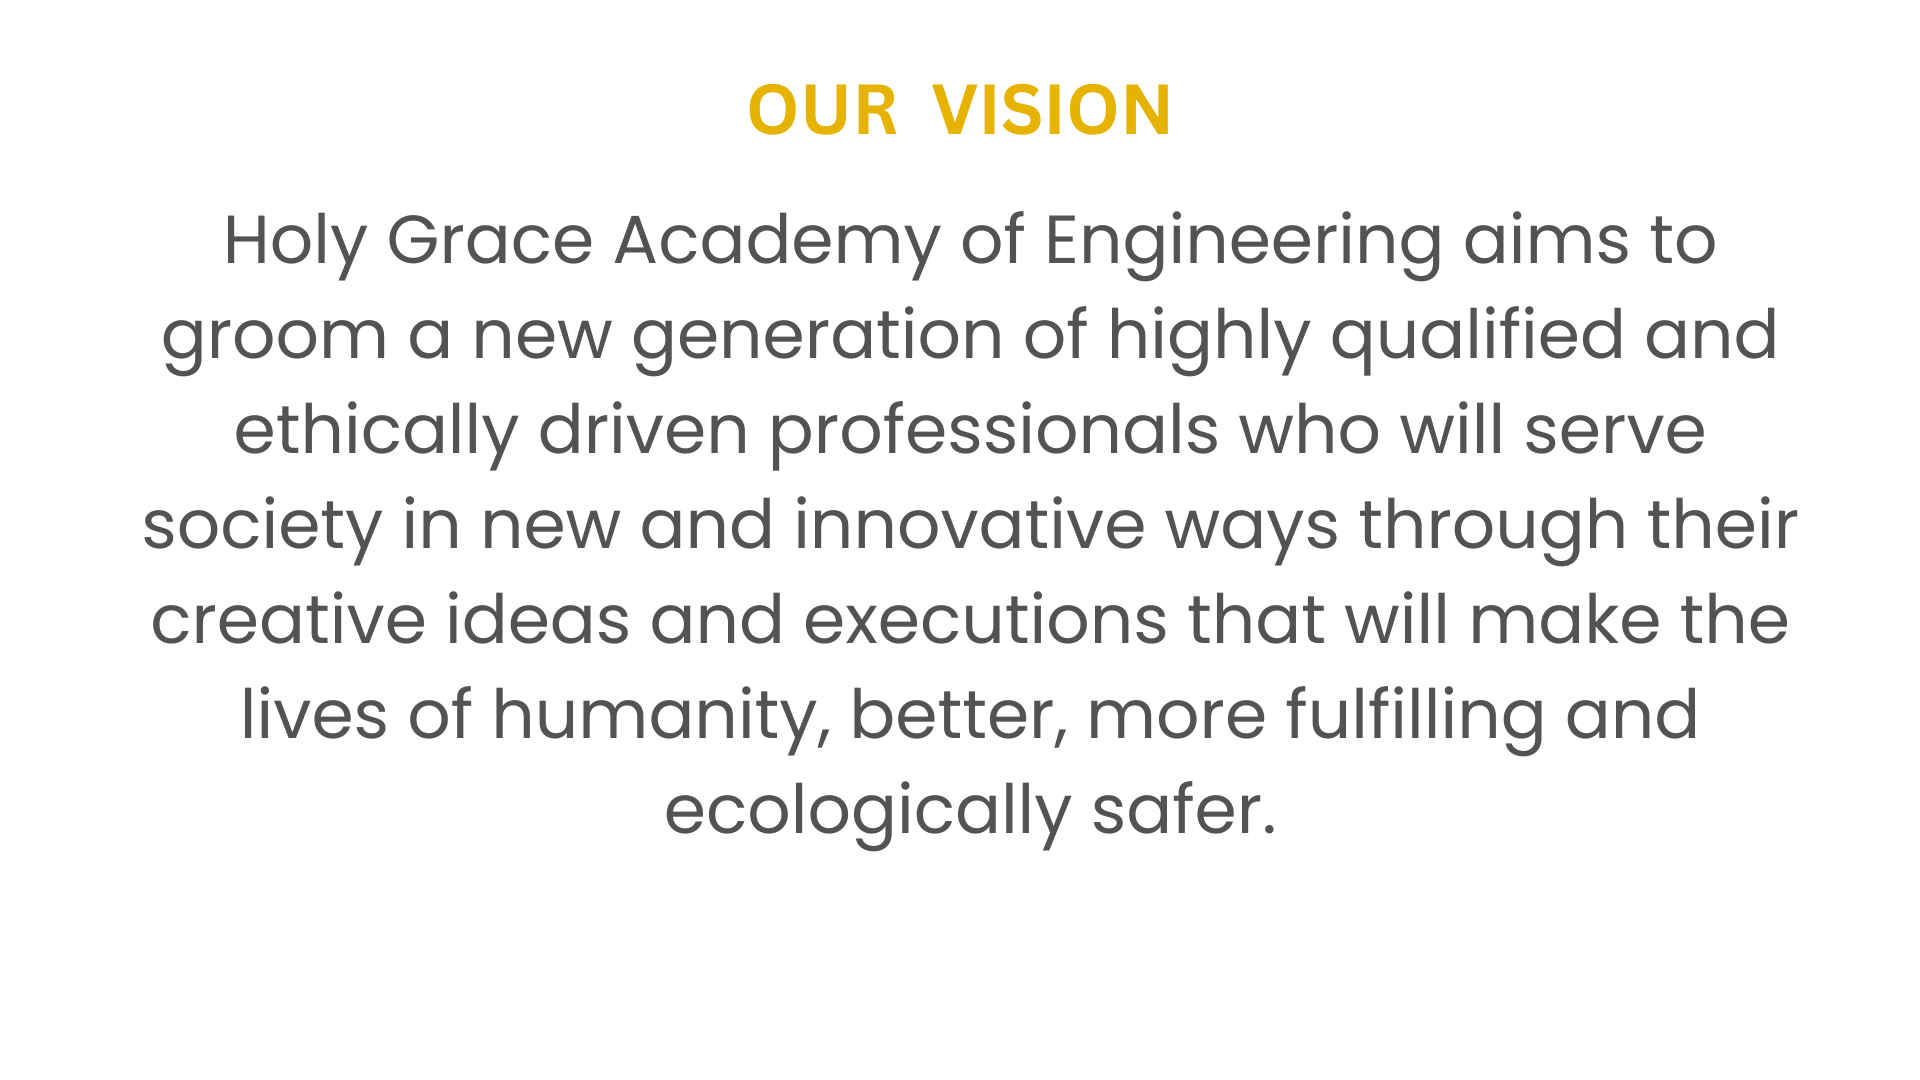 OUR VISION
Holy Grace Academy of Engineering aims to
groom a new generation of highly qualified and
ethically driven professionals who will serve
society in new and innovative ways through their
creative ideas and executions that will make the
lives of humanity, better, more fulfilling and
ecologically safer.